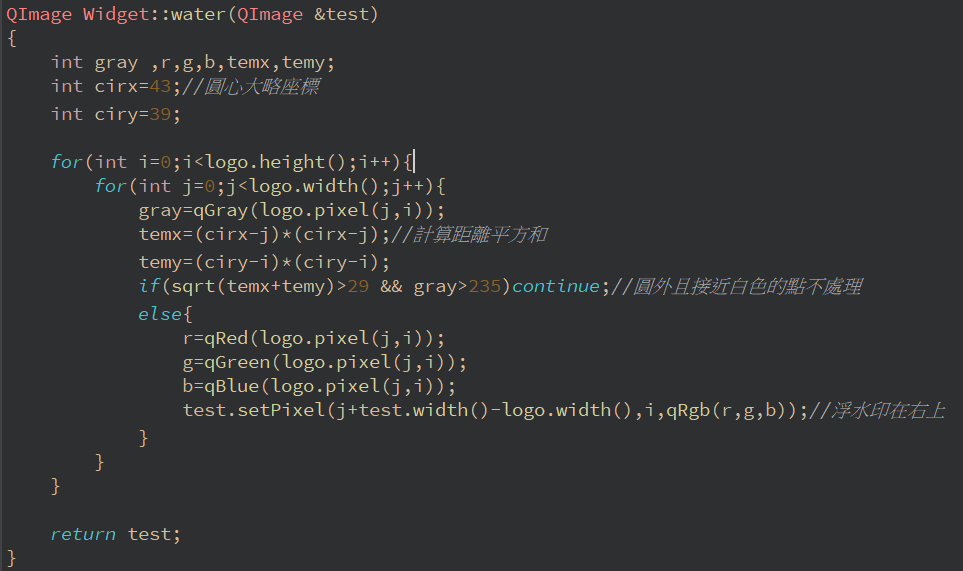 QImage Widget::water(QImage &test)
{
    int gray ,r,g,b,temx,temy;
    int cirx=43;//圓心大略座標
    int ciry=39;

    for(int i=0;i<logo.height();i++){
        for(int j=0;j<logo.width();j++){
            gray=qGray(logo.pixel(j,i));
            temx=(cirx-j)*(cirx-j);//計算距離平方和
            temy=(ciry-i)*(ciry-i);
            if(sqrt(temx+temy)>29 && gray>235)continue;//圓外且接近白色的點不處理
            else{
                r=qRed(logo.pixel(j,i));
                g=qGreen(logo.pixel(j,i));
                b=qBlue(logo.pixel(j,i));
                test.setPixel(j+test.width()-logo.width(),i,qRgb(r,g,b));//浮水印在右上
            }
        }
    }

    return test;
}